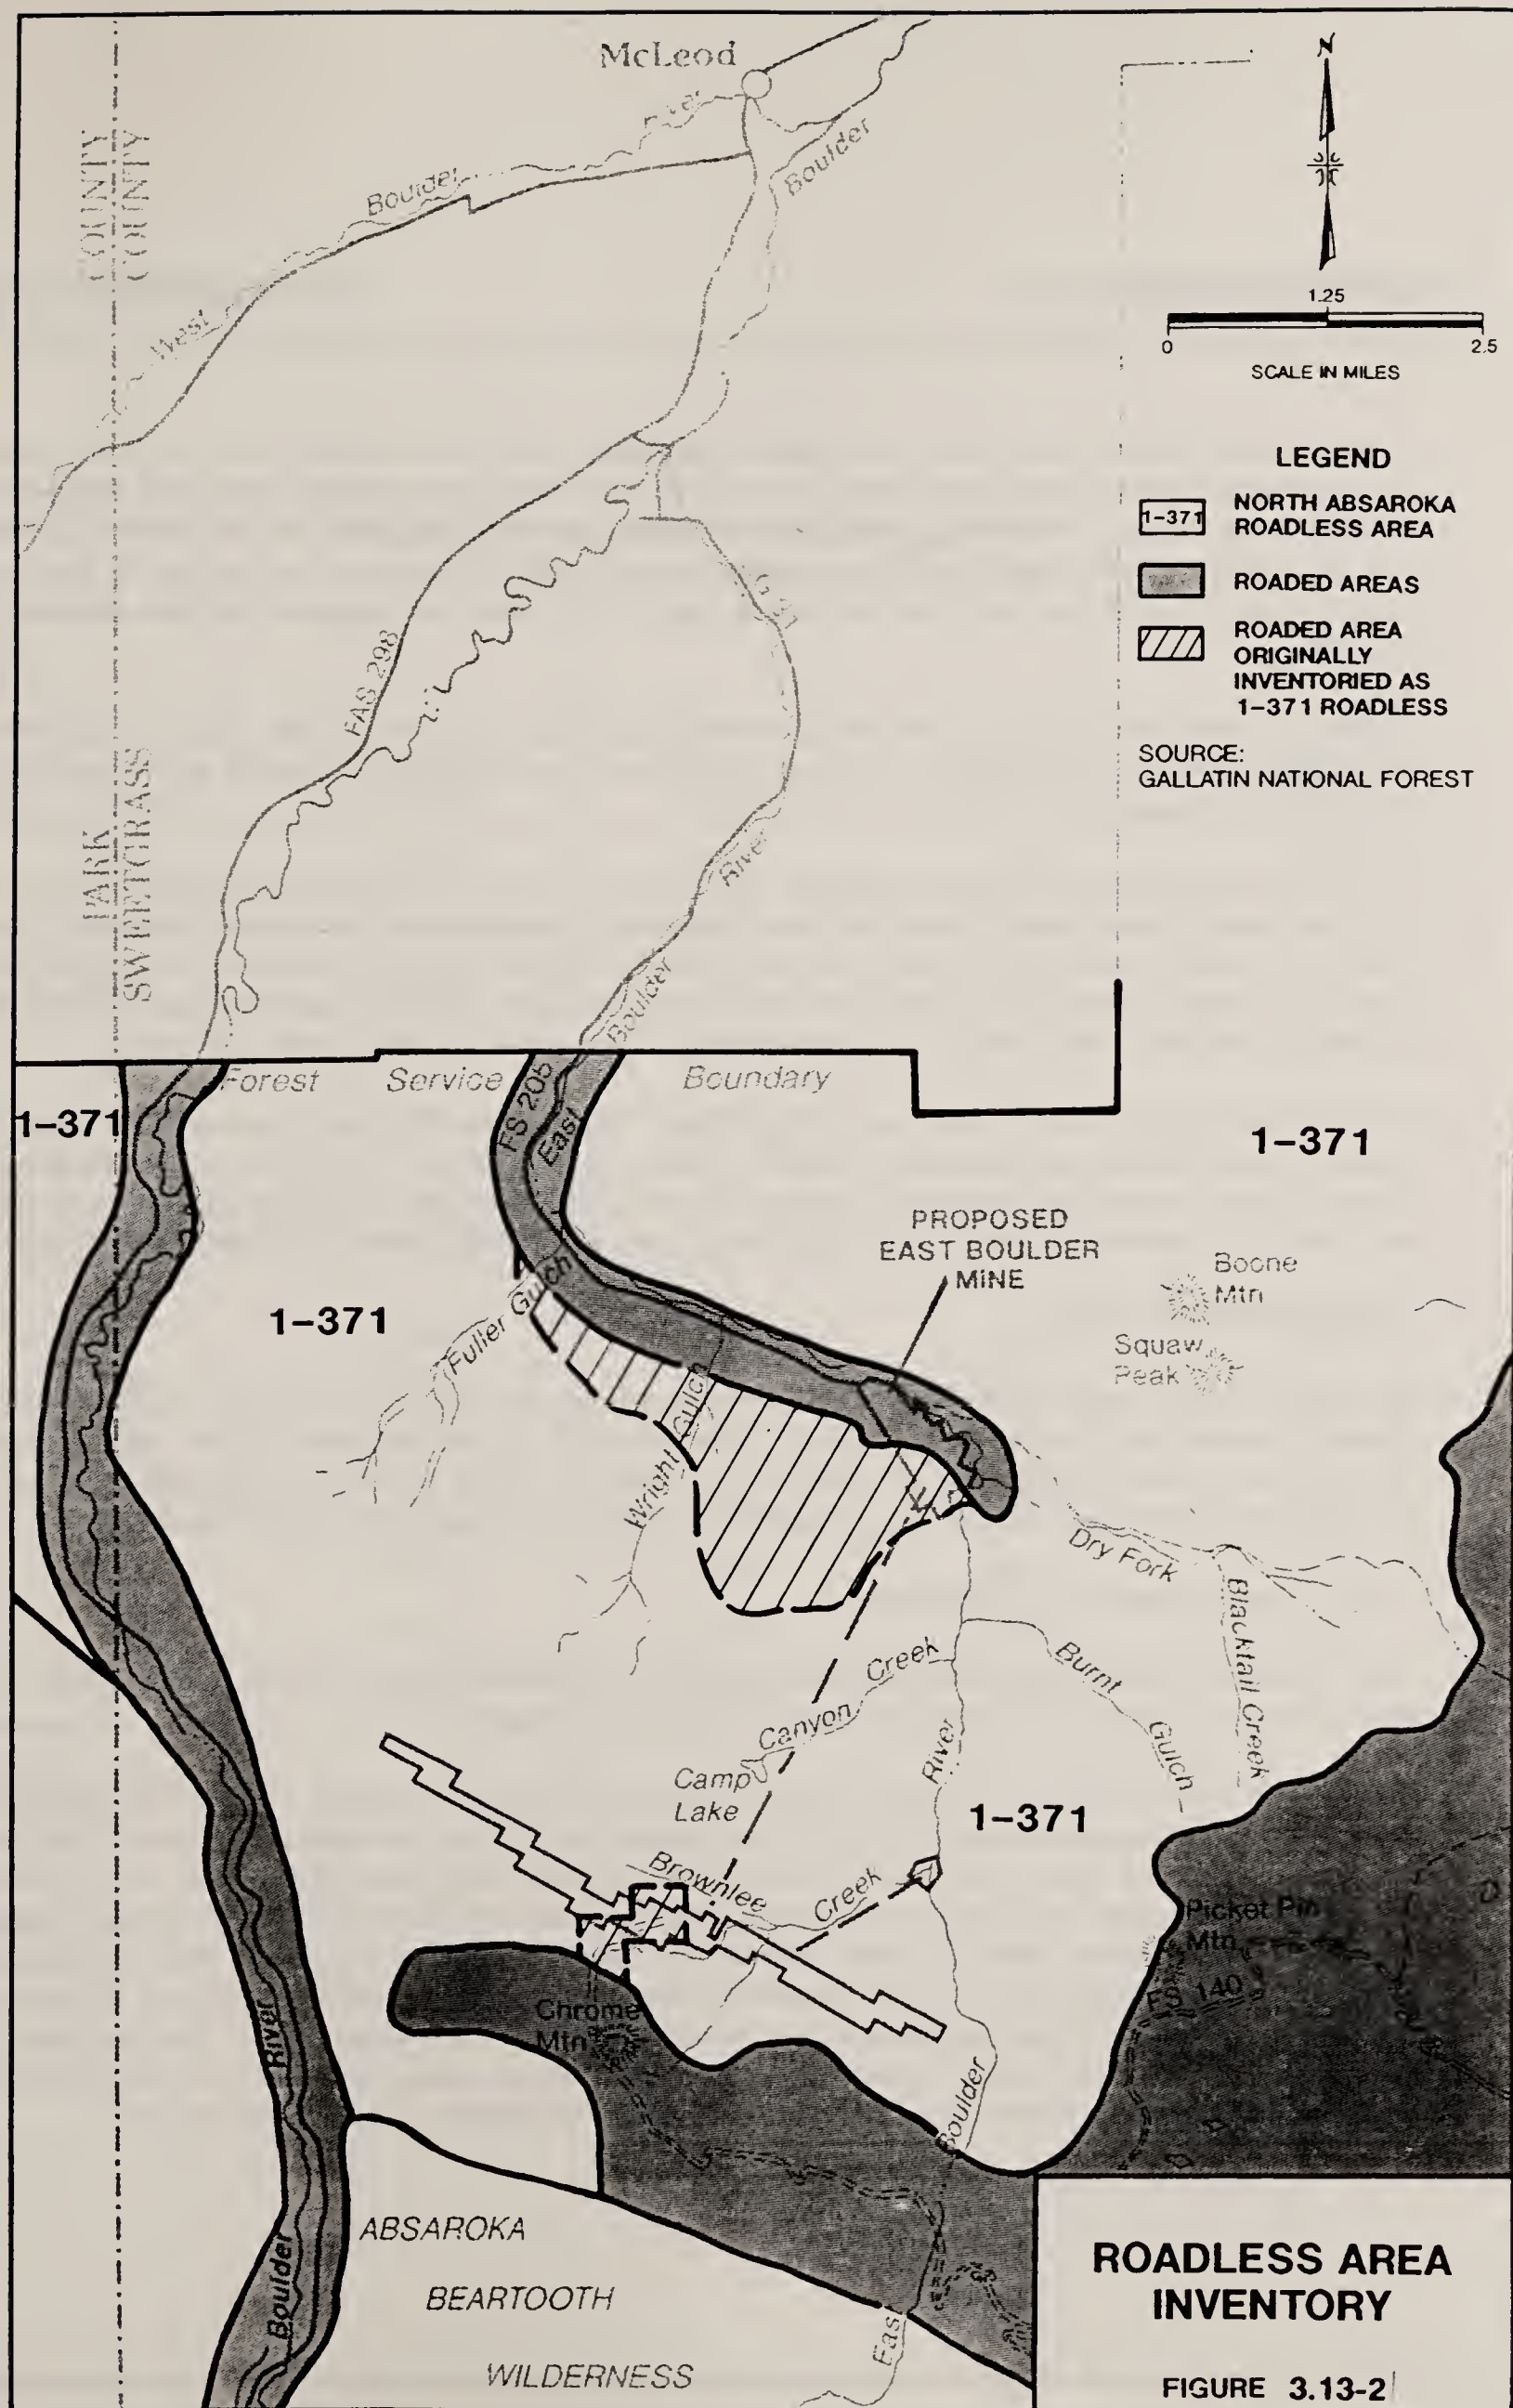 McLeod
N
River
Boulder
Boulder
West
COUNTY
COUNTY
1.25
0 2.5
SCALE IN MILES
LEGEND
1-371
NORTH ABSAROKA
ROADLESS AREA
ROADED AREAS
ROADED AREA
ORIGINALLY
INVENTORIED AS
1-371 ROADLESS
SOURCE:
GALLATIN NATIONAL FOREST
FAS 298
PARK
SWEETGRASS
River
Boulder
Forest Service Boundary
FS 205
East
1-371
1-371
1-371
PROPOSED
EAST BOULDER
MINE
Boone
Mtn
Squaw
Peak
Fuller Gulch
Wright Gulch
Dry Fork
Blacktail Creek
Burnt Gulch
Canyon Creek
River
Camp
Lake
1-371
Brownlee Creek
Picket Pin
Mtn
FS 140
Chrome
Mtn
River
Boulder
Boulder
East
ABSAROKA
BEARTOOTH
WILDERNESS
ROADLESS AREA
INVENTORY
FIGURE 3.13-2